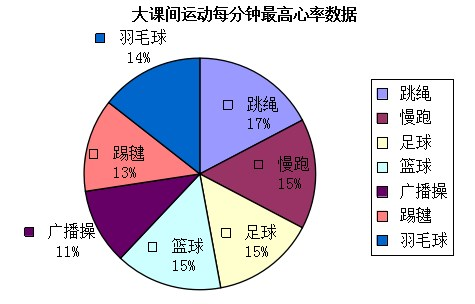 大课间运动每分钟最高心率数据
羽毛球
14%
跳绳
17%
慢跑
15%
足球
15%
篮球
15%
广播操
11%
踢毽
13%
跳绳
慢跑
足球
篮球
广播操
踢毽
羽毛球